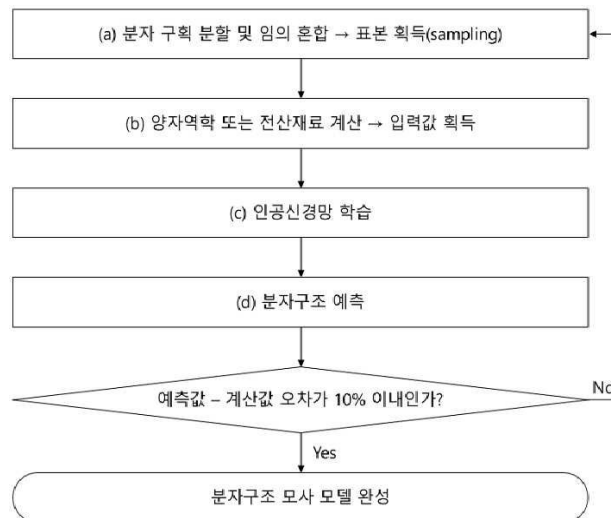 (a) 분자 구획 분할 및 임의 혼합 → 표본 획득(sampling)
(b) 양자역학 또는 전산재료 계산 → 입력값 획득
(c) 인공신경망 학습
(d) 분자구조 예측
예측값 – 계산값 오차가 10% 이내인가?
No
Yes
분자구조 모사 모델 완성